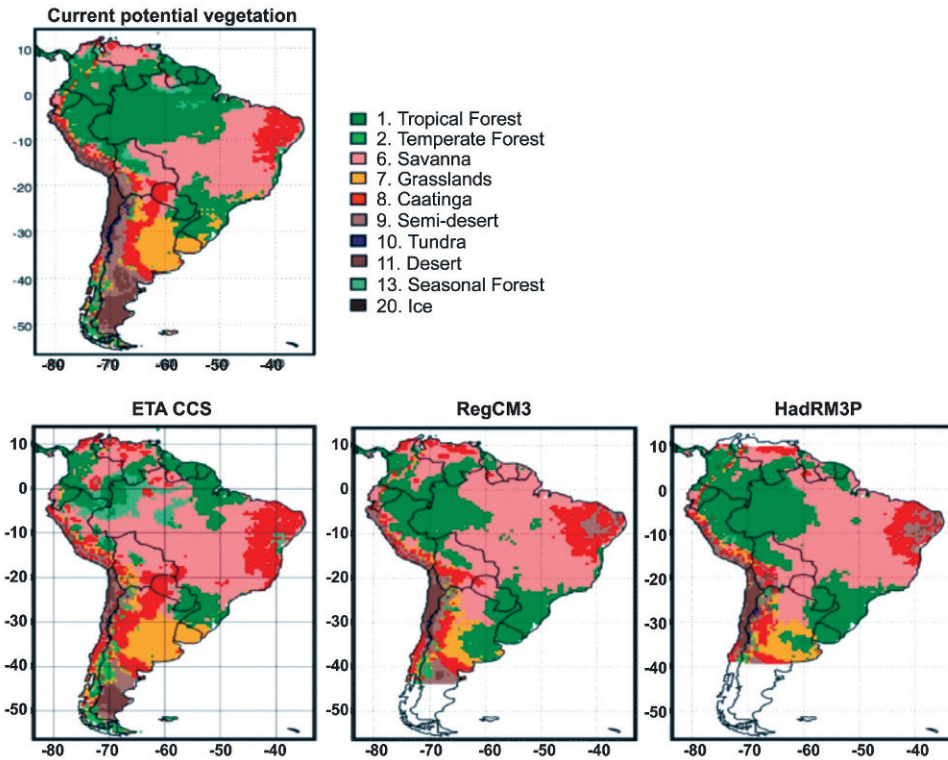 Current potential vegetation
10
0
-10
-20
-30
-40
-50
-80 -70 -60 -50 -40
1. Tropical Forest
2. Temperate Forest
6. Savanna
7. Grasslands
8. Caatinga
9. Semi-desert
10. Tundra
11. Desert
13. Seasonal Forest
20. Ice
ETA CCS
10
0
-10
-20
-30
-40
-50
-80 -70 -60 -50 -40
RegCM3
10
0
-10
-20
-30
-40
-50
-80 -70 -60 -50 -40
HadRM3P
10
0
-10
-20
-30
-40
-50
-80 -70 -60 -50 -40